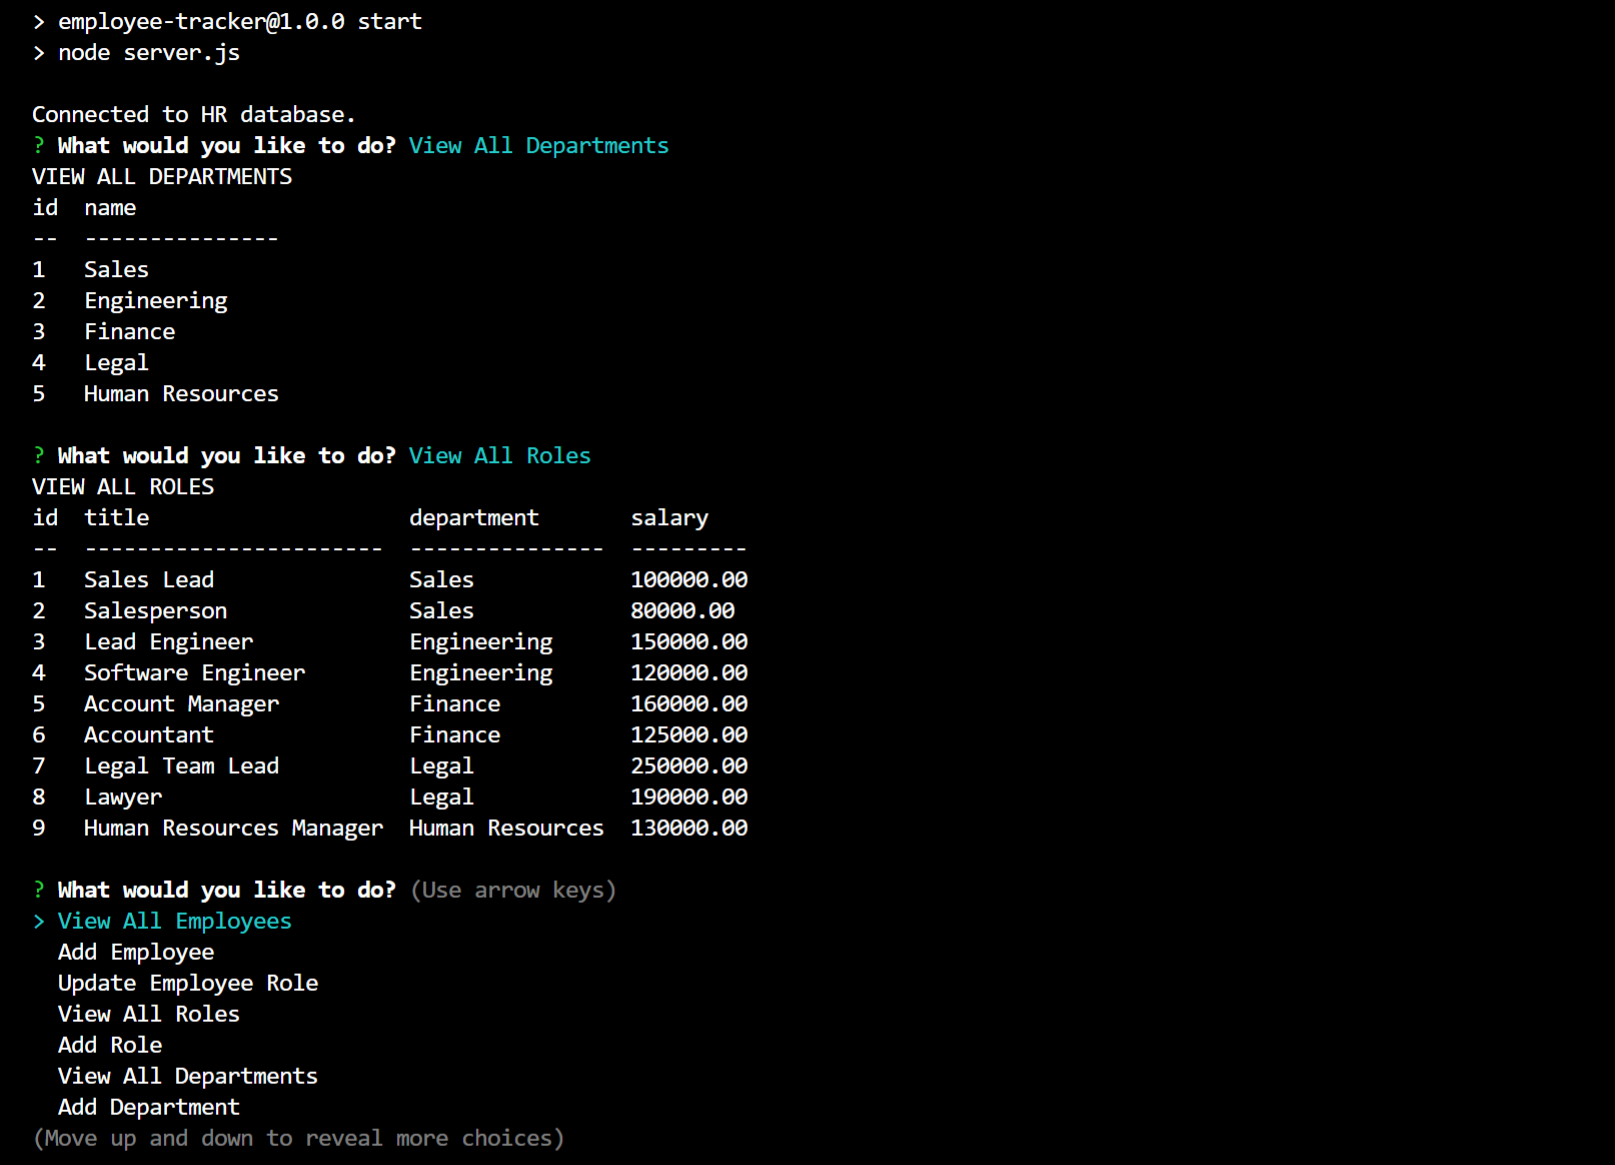 > employee-tracker@1.0.0 start
> node server.js
Connected to HR database.
? What would you like to do? View All Departments
VIEW ALL DEPARTMENTS
id  name
--  ---------------
1   Sales
2   Engineering
3   Finance
4   Legal
5   Human Resources
? What would you like to do? View All Roles
VIEW ALL ROLES
id  title                    department       salary
--  -----------------------  ---------------  ---------
1   Sales Lead               Sales            100000.00
2   Salesperson              Sales            80000.00
3   Lead Engineer            Engineering      150000.00
4   Software Engineer        Engineering      120000.00
5   Account Manager          Finance          160000.00
6   Accountant               Finance          125000.00
7   Legal Team Lead          Legal            250000.00
8   Lawyer                   Legal            190000.00
9   Human Resources Manager  Human Resources  130000.00
? What would you like to do? (Use arrow keys)
> View All Employees
  Add Employee
  Update Employee Role
  View All Roles
  Add Role
  View All Departments
  Add Department
(Move up and down to reveal more choices)